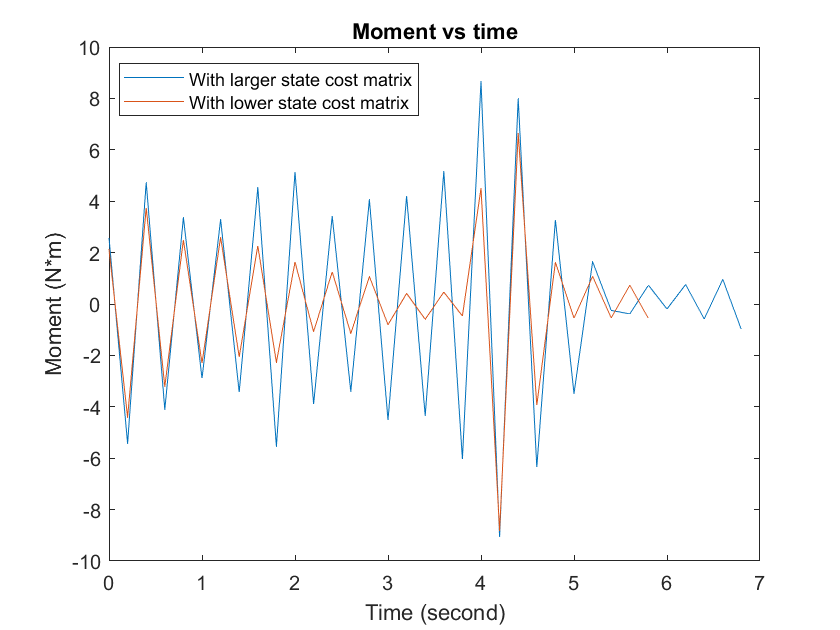 Moment vs time
With larger state cost matrix
With lower state cost matrix
10
8
6
4
2
0
-2
-4
-6
-8
-10
Moment (N*m)
0 1 2 3 4 5 6 7
Time (second)